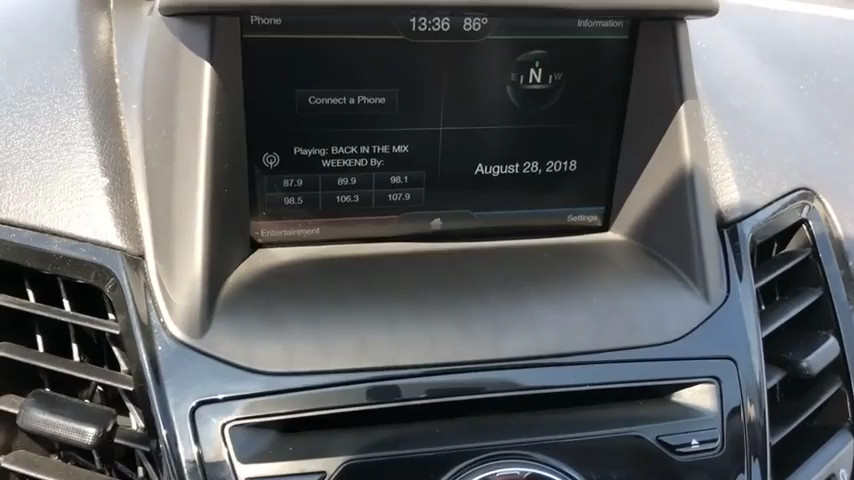 Phone 13:36 86° Information
E N W
Connect a Phone
Playing: BACK IN THE MIX
WEEKEND By:
August 28, 2018
87.9 89.9 98.1
98.5 106.3 107.9
Entertainment Settings